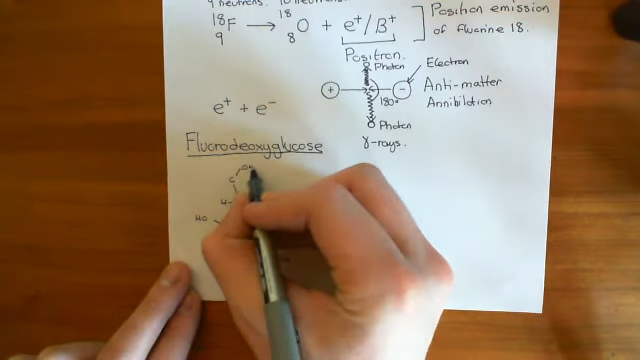 9 neutrons. 10 neutrons.
18 9 F → 18 8 O + e⁺/β⁺ ] Positron emission of fluorine 18.
Positron.
Photon
Electron
+
−
180°
Anti-matter
Annihilation
e⁺ + e⁻
Photon
Fluorodeoxyglucose
γ-rays.
OH
C
HO